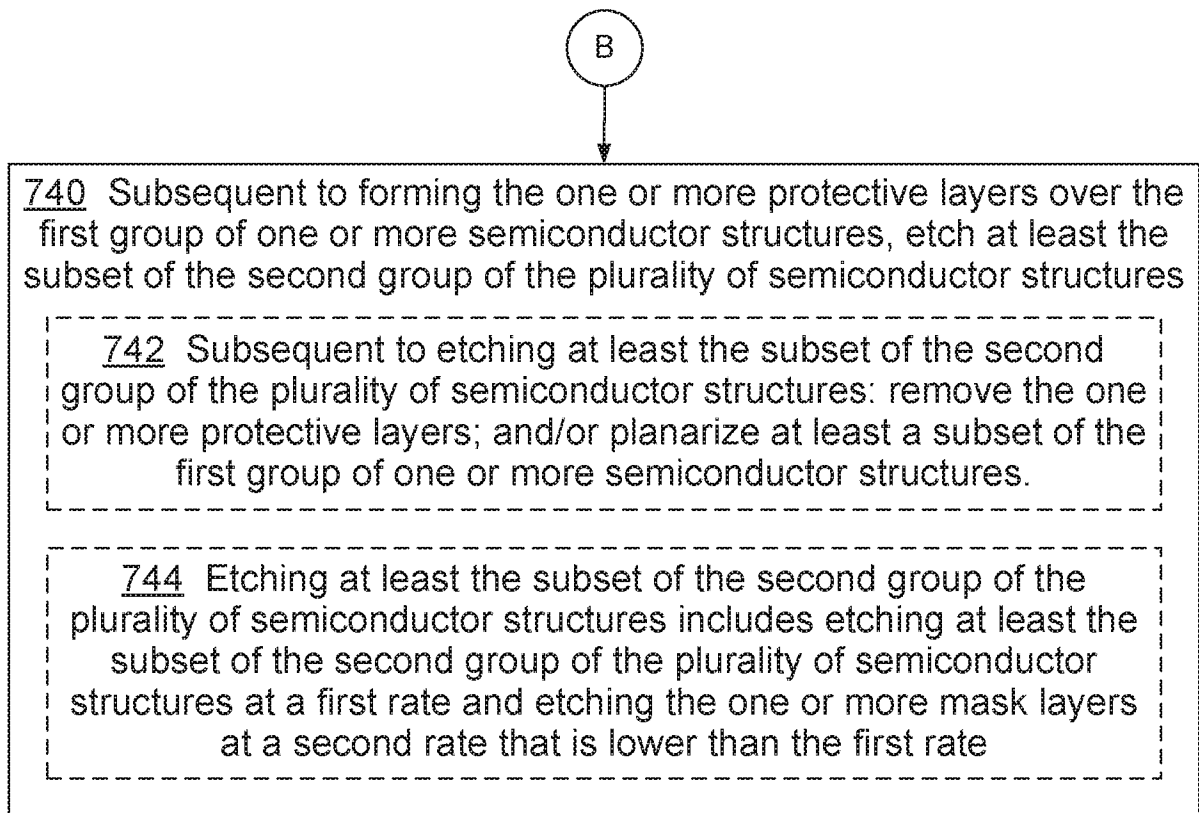 B
740 Subsequent to forming the one or more protective layers over the
first group of one or more semiconductor structures, etch at least the
subset of the second group of the plurality of semiconductor structures
742 Subsequent to etching at least the subset of the second
group of the plurality of semiconductor structures: remove the one
or more protective layers; and/or planarize at least a subset of the
first group of one or more semiconductor structures.
744 Etching at least the subset of the second group of the
plurality of semiconductor structures includes etching at least the
subset of the second group of the plurality of semiconductor
structures at a first rate and etching the one or more mask layers
at a second rate that is lower than the first rate